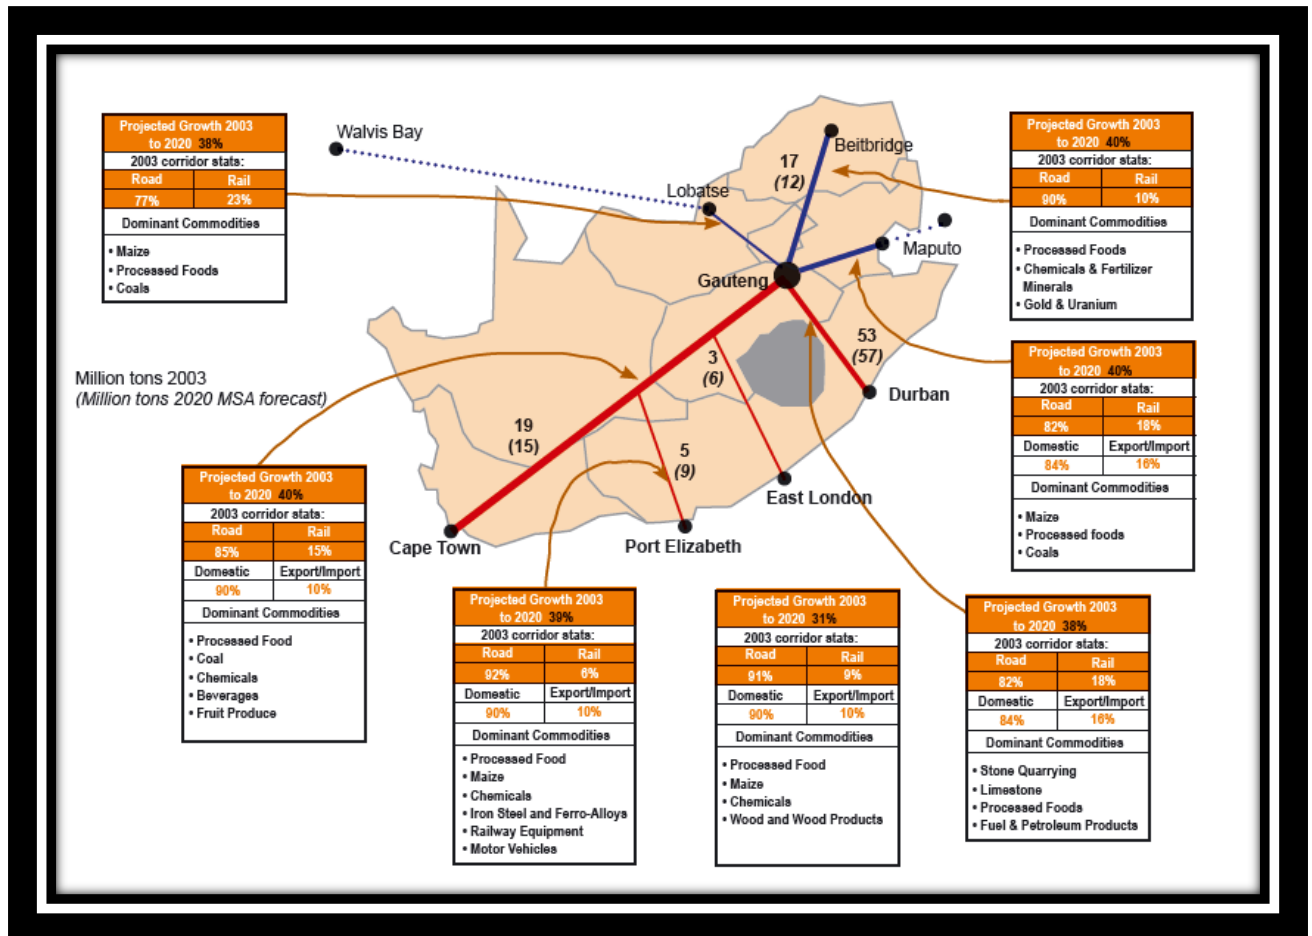 Projected Growth 2003
to 2020 38%
2003 corridor stats:
Road Rail
77% 23%
Dominant Commodities
• Maize
• Processed Foods
• Coals
Walvis Bay
Lobatse
Beitbridge
17
(12)
Maputo
Gauteng
53
(57)
Durban
3
(6)
East London
5
(9)
Port Elizabeth
19
(15)
Cape Town
Million tons 2003
(Million tons 2020 MSA forecast)
Projected Growth 2003
to 2020 40%
2003 corridor stats:
Road Rail
90% 10%
Dominant Commodities
• Processed Foods
• Chemicals & Fertilizer
Minerals
• Gold & Uranium
Projected Growth 2003
to 2020 40%
2003 corridor stats:
Road Rail
82% 18%
Domestic Export/Import
84% 16%
Dominant Commodities
• Maize
• Processed foods
• Coals
Projected Growth 2003
to 2020 40%
2003 corridor stats:
Road Rail
85% 15%
Domestic Export/Import
90% 10%
Dominant Commodities
• Processed Food
• Coal
• Chemicals
• Beverages
• Fruit Produce
Projected Growth 2003
to 2020 39%
2003 corridor stats:
Road Rail
92% 6%
Domestic Export/Import
90% 10%
Dominant Commodities
• Processed Food
• Maize
• Chemicals
• Iron Steel and Ferro-Alloys
• Railway Equipment
• Motor Vehicles
Projected Growth 2003
to 2020 31%
2003 corridor stats:
Road Rail
91% 9%
Domestic Export/Import
90% 10%
Dominant Commodities
• Processed Food
• Maize
• Chemicals
• Wood and Wood Products
Projected Growth 2003
to 2020 38%
2003 corridor stats:
Road Rail
82% 18%
Domestic Export/Import
84% 16%
Dominant Commodities
• Stone Quarrying
• Limestone
• Processed Foods
• Fuel & Petroleum Products